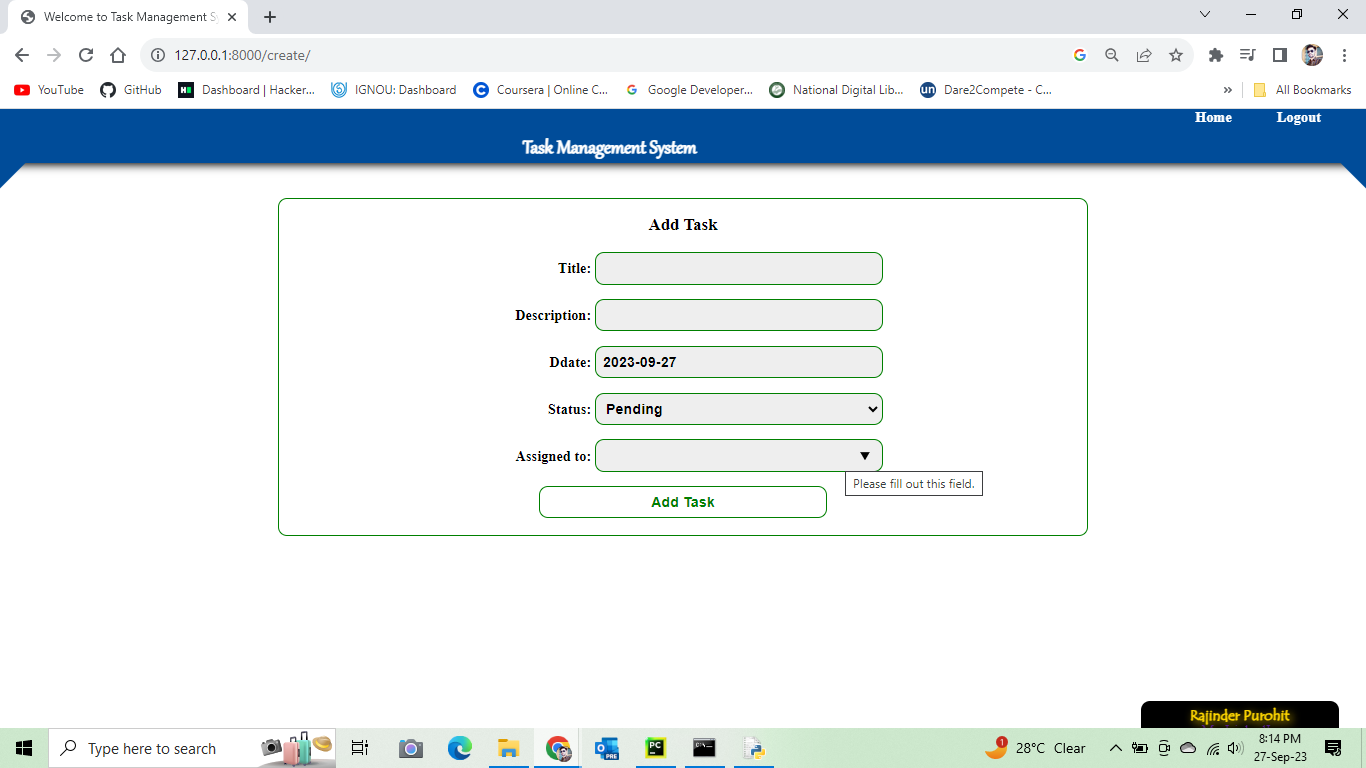 Welcome to Task Management S
127.0.0.1:8000/create/
YouTube GitHub Dashboard | Hacker... IGNOU: Dashboard Coursera | Online C... Google Developer... National Digital Lib... Dare2Compete - C... » All Bookmarks
Home Logout
Task Management System
Add Task
Title:
Description:
Ddate: 2023-09-27
Status: Pending
Assigned to:
Please fill out this field.
Add Task
Rajinder Purohit
Type here to search
28°C Clear
8:14 PM
27-Sep-23